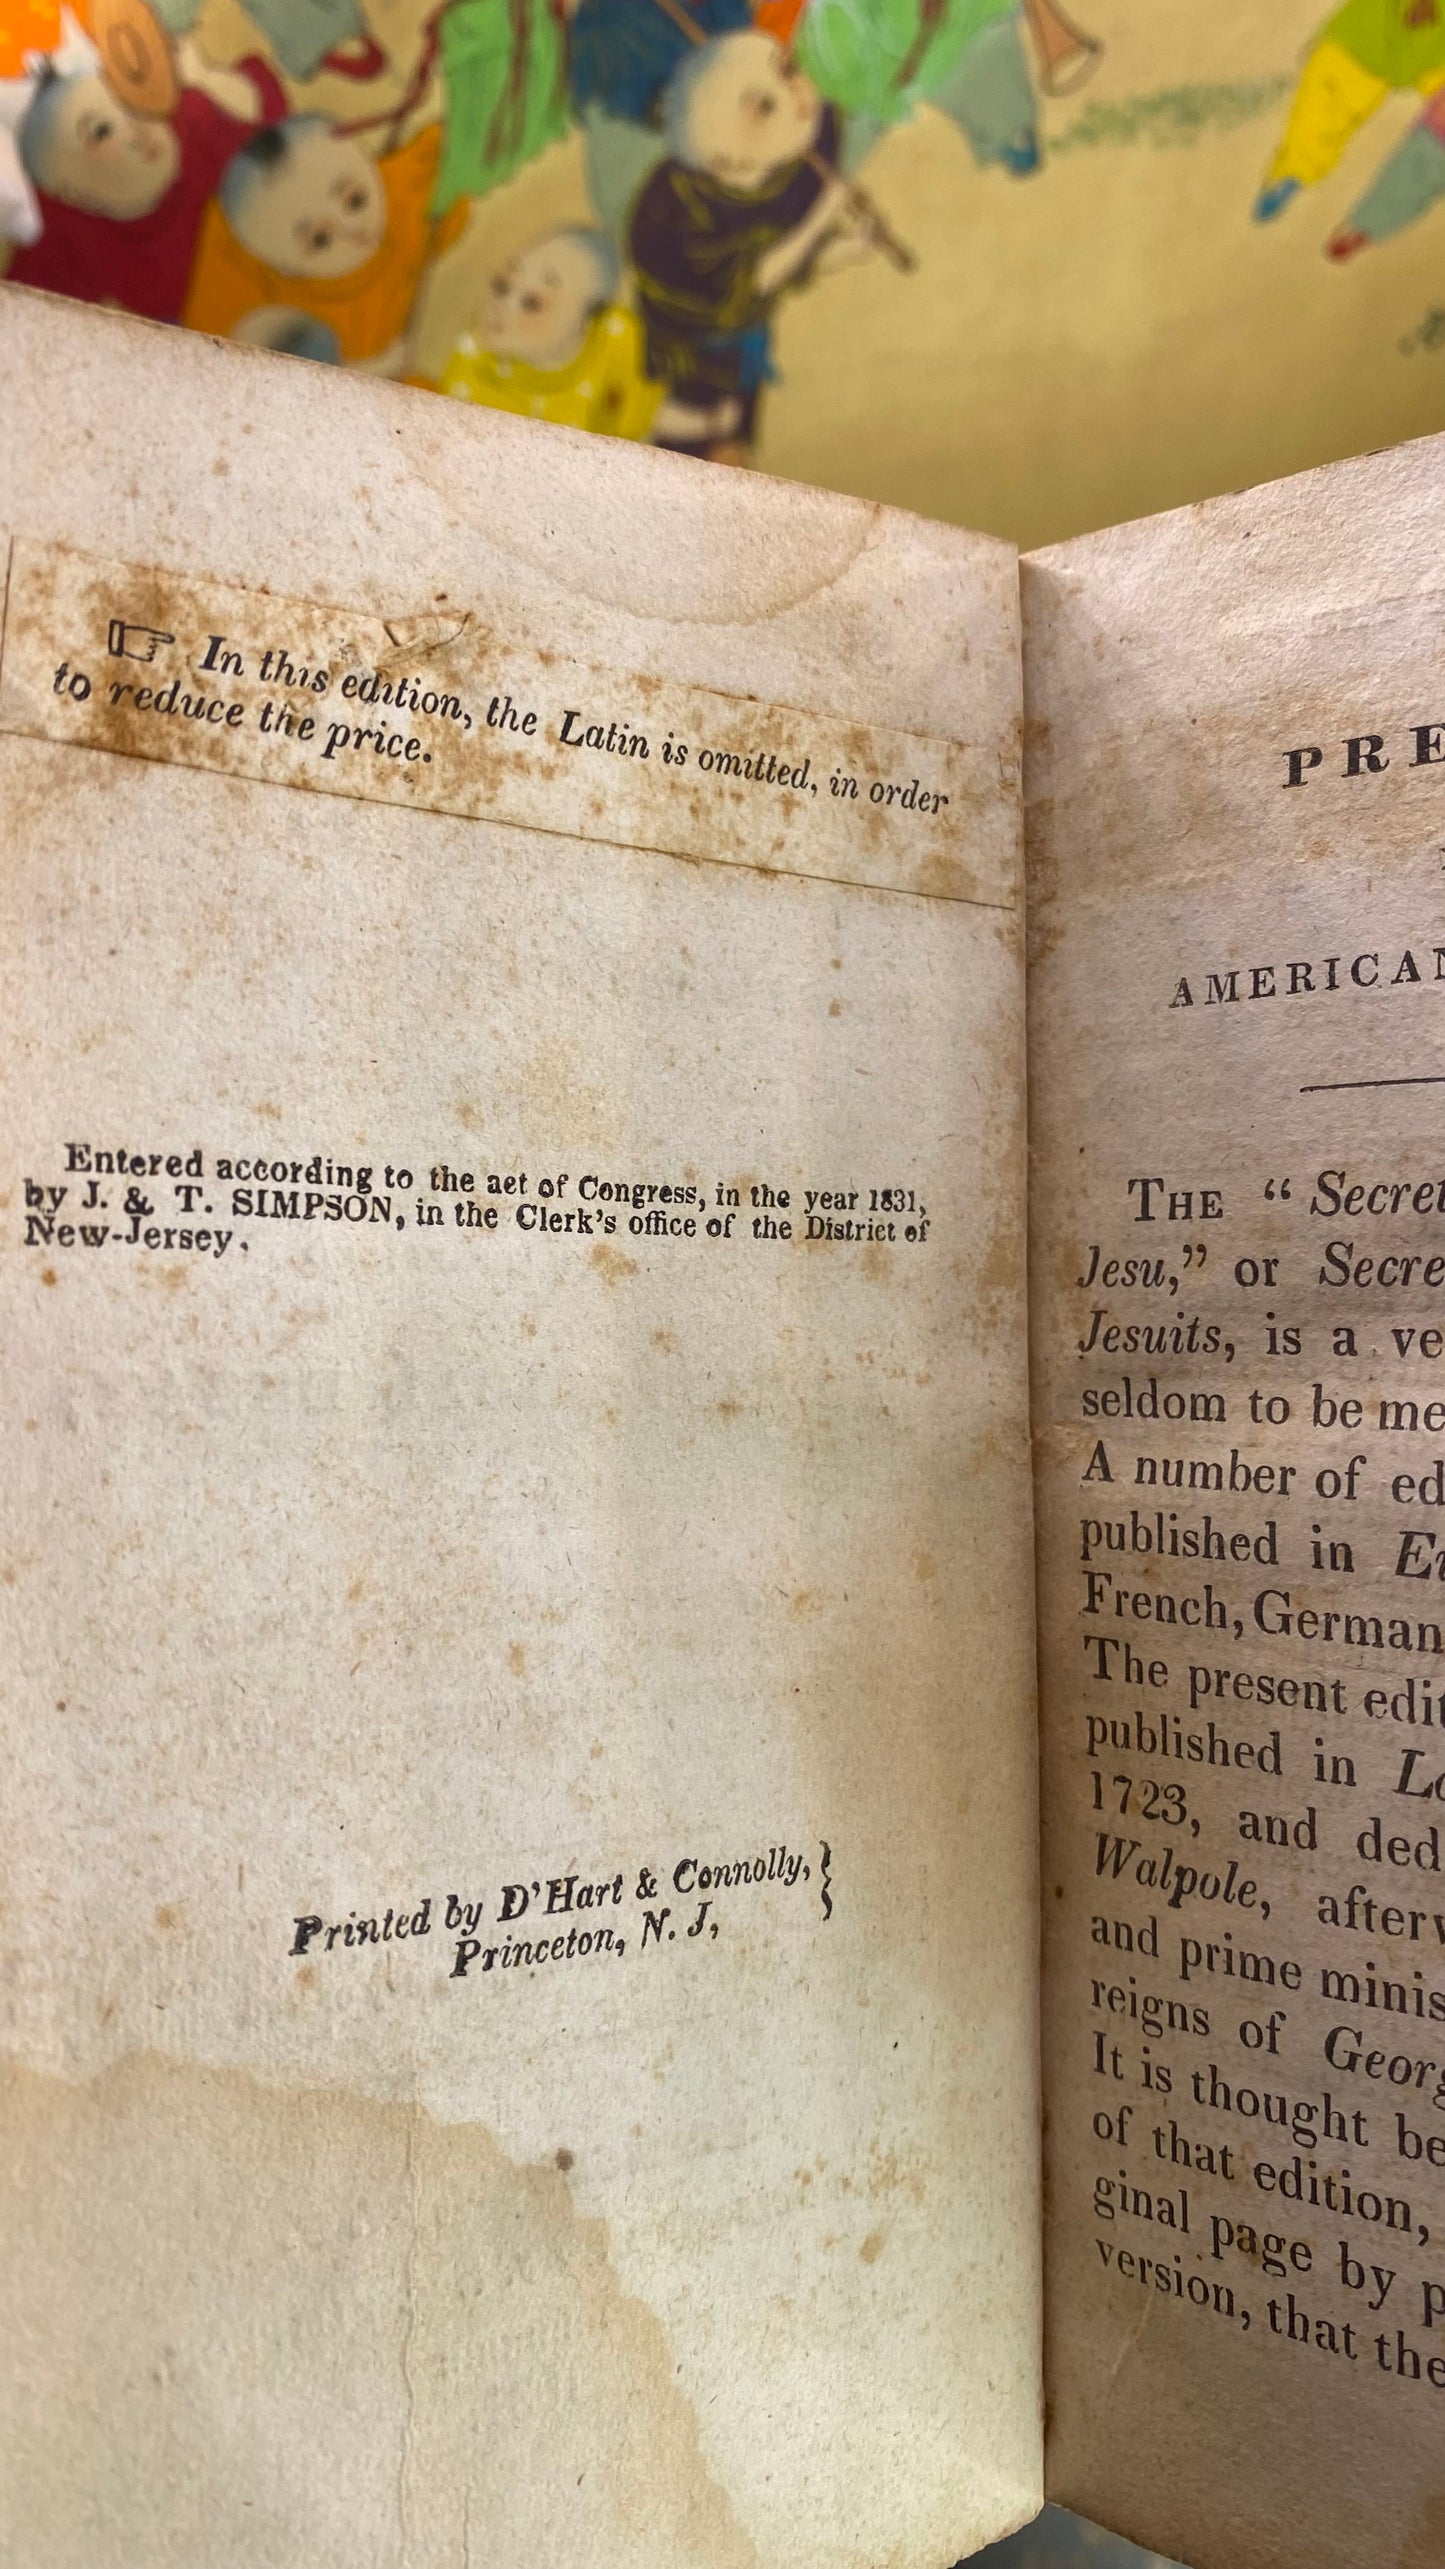 ☞ In this edition, the Latin is omitted, in order
to reduce the price.
Entered according to the act of Congress, in the year 1831,
by J. & T. SIMPSON, in the Clerk's office of the District of
New-Jersey.
Printed by D'Hart & Connolly,
Princeton, N. J,
PRE
AMERICAN
THE "Secret
Jesu," or Secre
Jesuits, is a ve
seldom to be me
A number of ed
published in E
French, German
The present edit
published in Lo
1723, and ded
Walpole, afterw
and prime minis
reigns of Georg
It is thought be
of that edition,
ginal page by p
version, that the